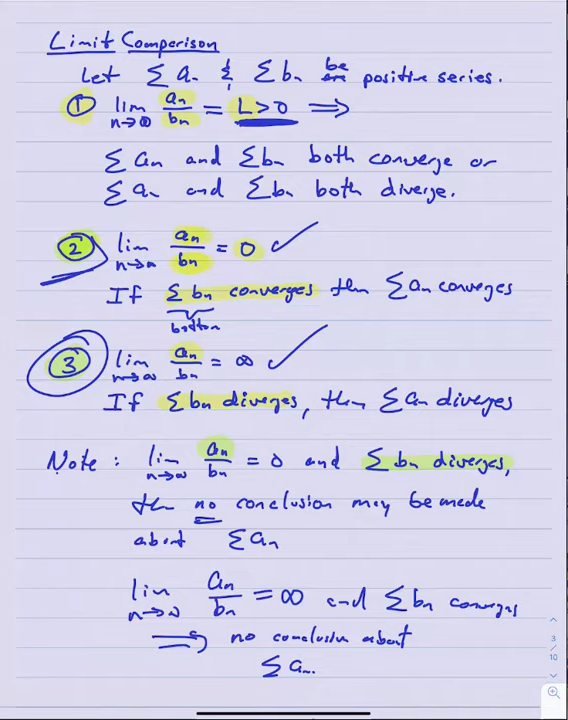 Limit Comparison
Let Σ an & Σ bn be are positive series.
① lim n→∞ an/bn = L>0 ⟹
Σ an and Σ bn both converge or
Σ an and Σ bn both diverge.
② lim n→∞ an/bn = 0 ✓
If Σ bn converges then Σ an converges
bottom
③ lim n→∞ an/bn = ∞ ✓
If Σ bn diverges, then Σ an diverges
Note: lim n→∞ an/bn = 0 and Σ bn diverges,
then no conclusion may be made
about Σ an
lim n→∞ an/bn = ∞ and Σ bn converges
⟹ no conclusion about
Σ an.
3
/
10